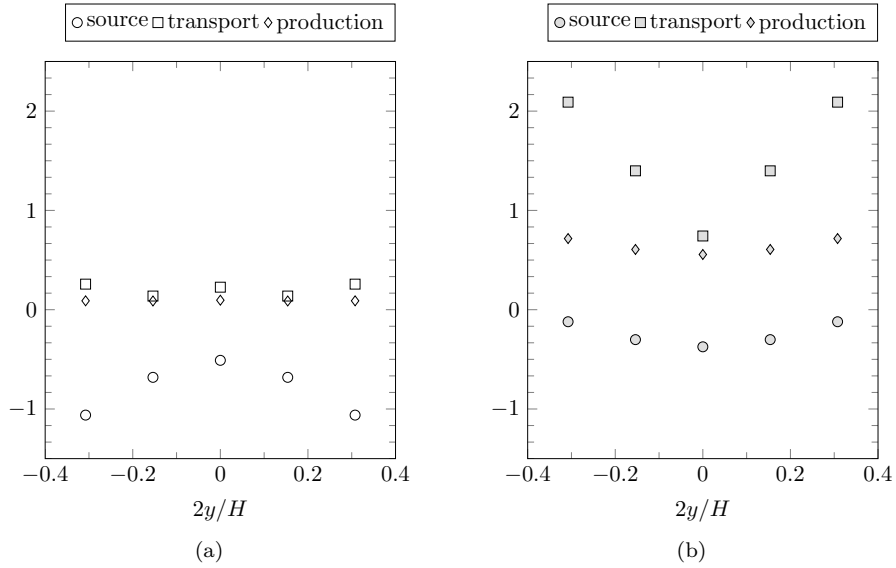 source transport production
2
1
0
−1
−0.4 −0.2 0 0.2 0.4
2y/H
(a)
source transport production
2
1
0
−1
−0.4 −0.2 0 0.2 0.4
2y/H
(b)